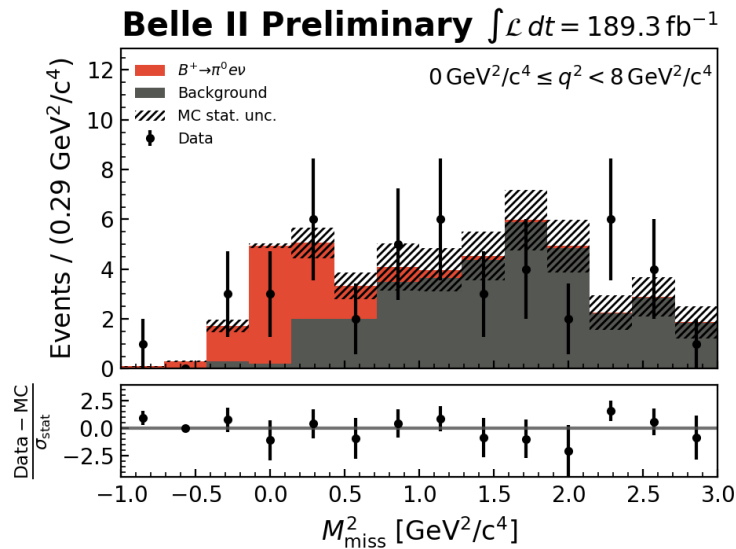 Belle II Preliminary ∫ℒ dt = 189.3 fb⁻¹
B⁺→π⁰eν
Background
MC stat. unc.
Data
0 GeV²/c⁴ ≤ q² < 8 GeV²/c⁴
Events / (0.29 GeV²/c⁴)
12
10
8
6
4
2
0
Data − MC
σ_stat
2.5
0.0
−2.5
−1.0 −0.5 0.0 0.5 1.0 1.5 2.0 2.5 3.0
M²_miss [GeV²/c⁴]